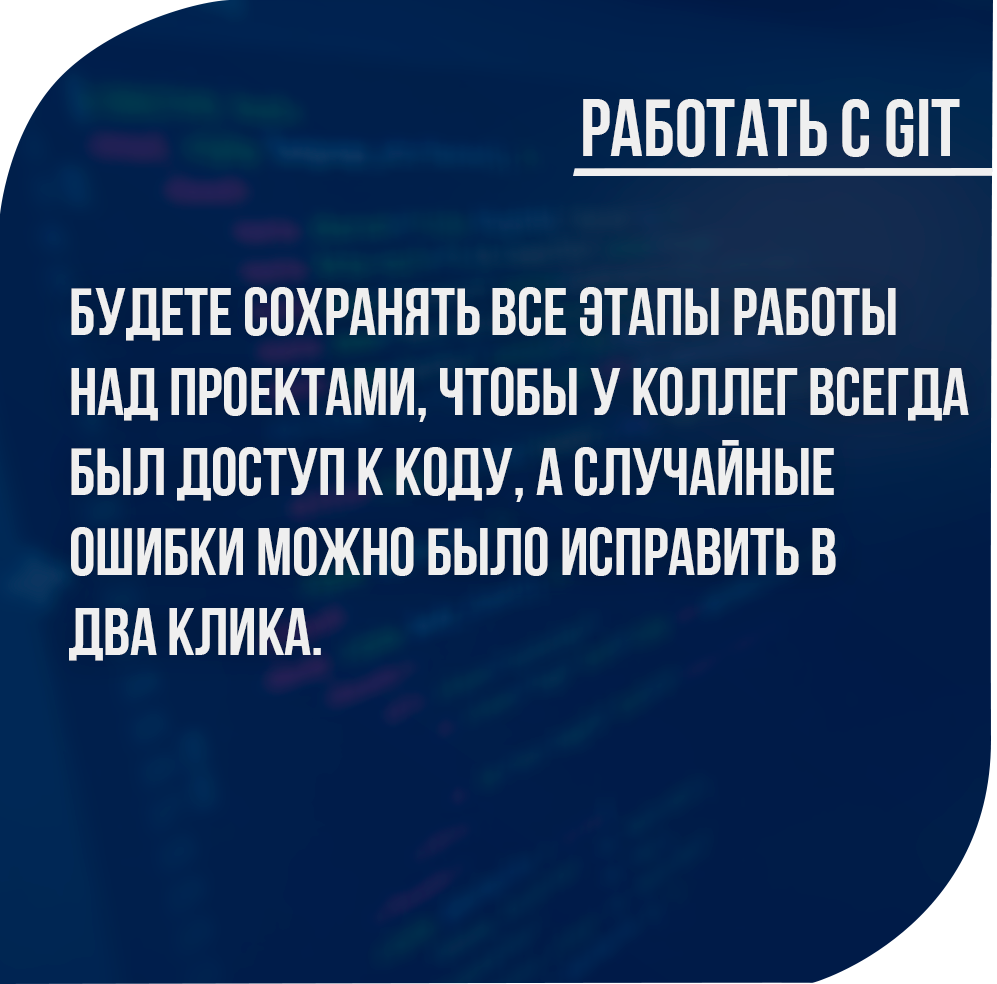 РАБОТАТЬ С GIT
БУДЕТЕ СОХРАНЯТЬ ВСЕ ЭТАПЫ РАБОТЫ
НАД ПРОЕКТАМИ, ЧТОБЫ У КОЛЛЕГ ВСЕГДА
БЫЛ ДОСТУП К КОДУ, А СЛУЧАЙНЫЕ
ОШИБКИ МОЖНО БЫЛО ИСПРАВИТЬ В
ДВА КЛИКА.